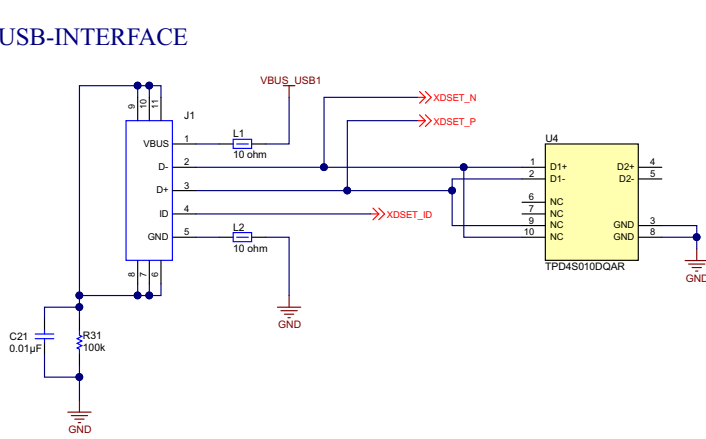 USB-INTERFACE
VBUS_USB1
XDSET_N
XDSET_P
9
10
11
J1
VBUS
1
L1
10 ohm
D-
2
D+
3
ID
4
XDSET_ID
GND
5
L2
10 ohm
8
7
6
GND
U4
1
D1+
D2+
4
2
D1-
D2-
5
6
NC
7
NC
9
NC
GND
3
10
NC
GND
8
TPD4S010DQAR
GND
C21
0.01µF
R31
100k
GND